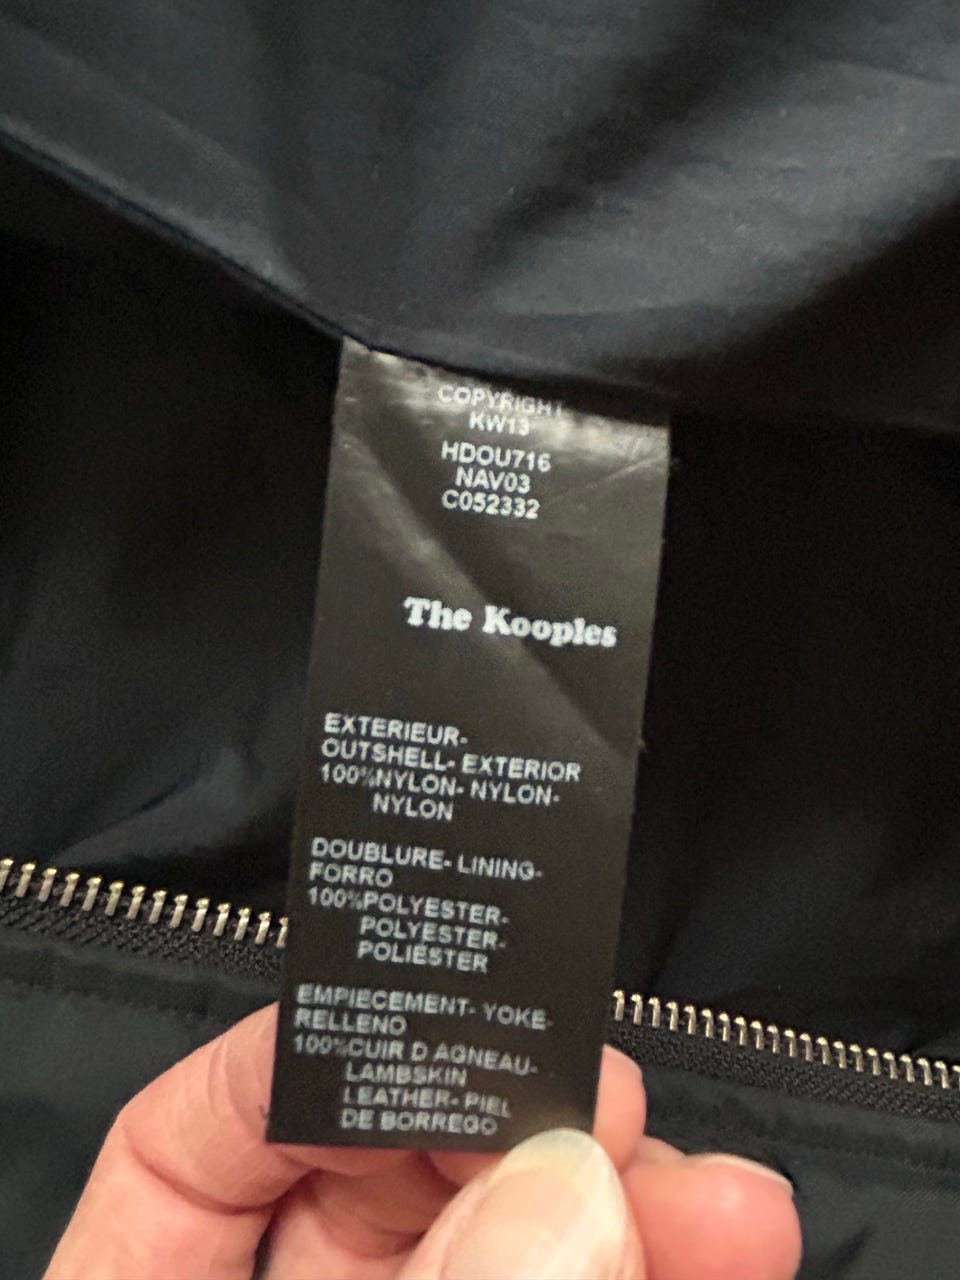 COPYRIGHT
KW13
HDOU716
NAV03
C052332
The Kooples
EXTERIEUR-
OUTSHELL- EXTERIOR
100%NYLON- NYLON-
NYLON
DOUBLURE- LINING-
FORRO
100%POLYESTER-
POLYESTER-
POLIESTER
EMPIECEMENT- YOKE-
RELLENO
100%CUIR D AGNEAU-
LAMBSKIN
LEATHER- PIEL
DE BORREGO